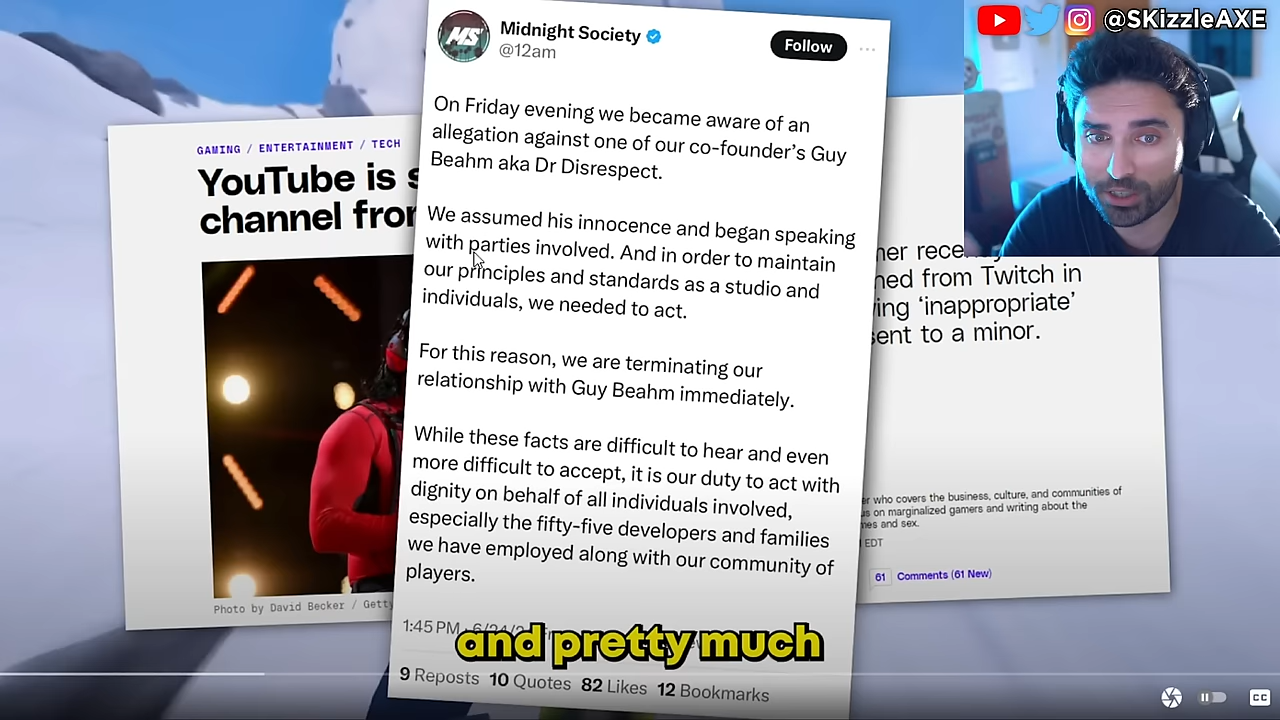 @SKizzleAXE
Midnight Society
@12am
Follow
On Friday evening we became aware of an
allegation against one of our co-founder's Guy
Beahm aka Dr Disrespect.
We assumed his innocence and began speaking
with parties involved. And in order to maintain
our principles and standards as a studio and
individuals, we needed to act.
For this reason, we are terminating our
relationship with Guy Beahm immediately.
While these facts are difficult to hear and even
more difficult to accept, it is our duty to act with
dignity on behalf of all individuals involved,
especially the fifty-five developers and families
we have employed along with our community of
players.
1:45 PM
9 Reposts 10 Quotes 82 Likes 12 Bookmarks
GAMING / ENTERTAINMENT / TECH
YouTube is
channel
Photo by David Becker / Getty
from Twitch in
'inappropriate'
sent to a minor.
who covers the business, culture, and communities of
on marginalized gamers and writing about the
and sex.
EDT
61 Comments (61 New)
and pretty much
CC